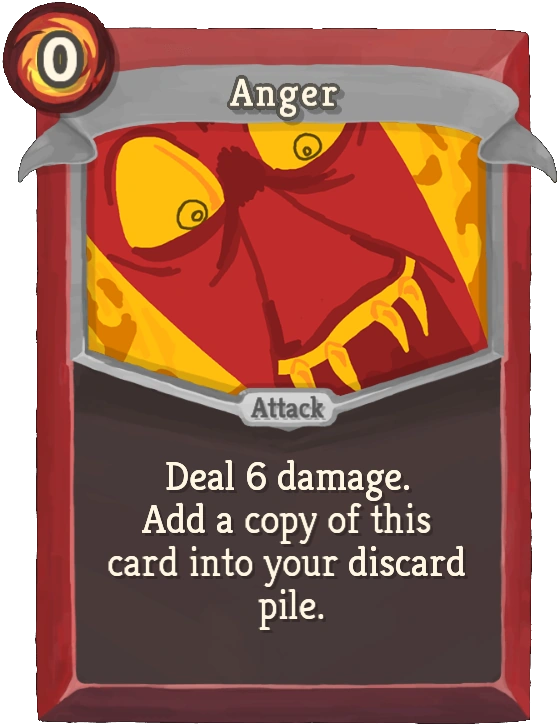 0
Anger
Attack
Deal 6 damage.
Add a copy of this
card into your discard
pile.